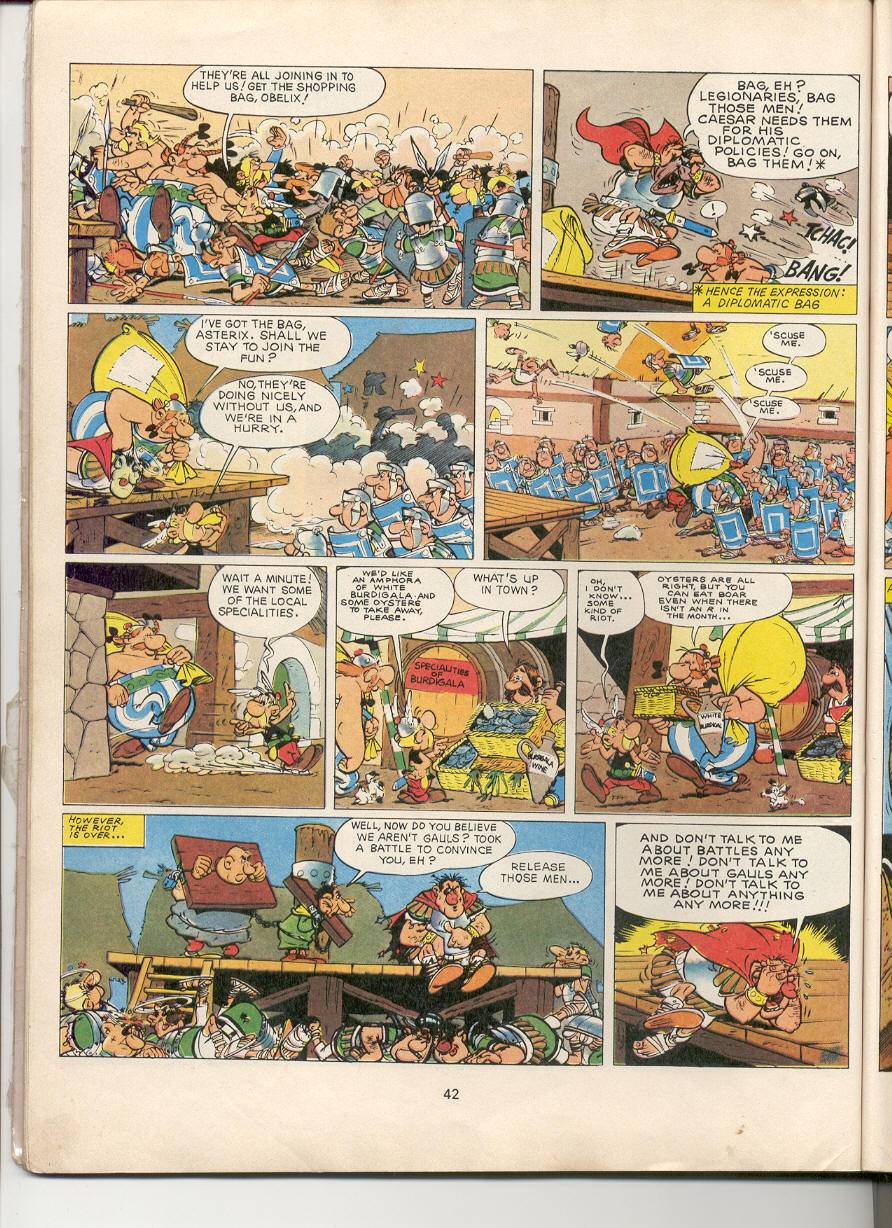 THEY'RE ALL JOINING IN TO
HELP US! GET THE SHOPPING
BAG, OBELIX!
BAG, EH?
LEGIONARIES, BAG
THOSE MEN!
CAESAR NEEDS THEM
FOR HIS
DIPLOMATIC
POLICIES! GO ON,
BAG THEM!*
!
TCHAC!
BANG!
*HENCE THE EXPRESSION:
A DIPLOMATIC BAG
I'VE GOT THE BAG,
ASTERIX. SHALL WE
STAY TO JOIN THE
FUN?
NO, THEY'RE
DOING NICELY
WITHOUT US, AND
WE'RE IN A
HURRY.
'SCUSE
ME.
'SCUSE
ME.
'SCUSE
ME.
WAIT A MINUTE!
WE WANT SOME
OF THE LOCAL
SPECIALITIES.
WE'D LIKE
AN AMPHORA
OF WHITE
BURDIGALA AND
SOME OYSTERS
TO TAKE AWAY,
PLEASE.
WHAT'S UP
IN TOWN?
SPECIALITIES
OF
BURDIGALA
BURDIGALA
WINE
OH,
I DON'T
KNOW...
SOME
KIND OF
RIOT.
OYSTERS ARE ALL
RIGHT, BUT YOU
CAN EAT BOAR
EVEN WHEN THERE
ISN'T AN R IN
THE MONTH...
WHITE
BURDIGAL
HOWEVER,
THE RIOT
IS OVER...
WELL, NOW DO YOU BELIEVE
WE AREN'T GAULS? TOOK
A BATTLE TO CONVINCE
YOU, EH?
RELEASE
THOSE MEN...
AND DON'T TALK TO ME
ABOUT BATTLES ANY
MORE! DON'T TALK TO
ME ABOUT GAULS ANY
MORE! DON'T TALK TO
ME ABOUT ANYTHING
ANY MORE!!!
42